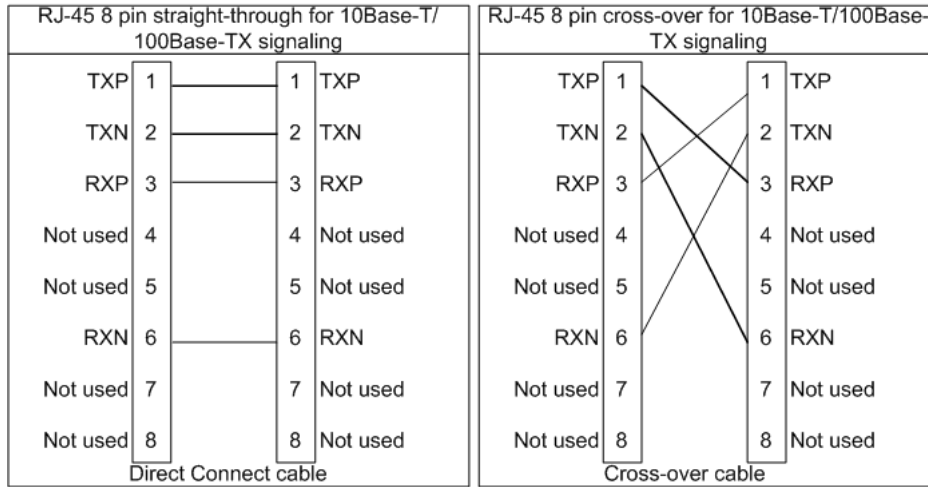 RJ-45 8 pin straight-through for 10Base-T/
100Base-TX signaling
TXP 1 1 TXP
TXN 2 2 TXN
RXP 3 3 RXP
Not used 4 4 Not used
Not used 5 5 Not used
RXN 6 6 RXN
Not used 7 7 Not used
Not used 8 8 Not used
Direct Connect cable
RJ-45 8 pin cross-over for 10Base-T/100Base-
TX signaling
TXP 1 1 TXP
TXN 2 2 TXN
RXP 3 3 RXP
Not used 4 4 Not used
Not used 5 5 Not used
RXN 6 6 RXN
Not used 7 7 Not used
Not used 8 8 Not used
Cross-over cable